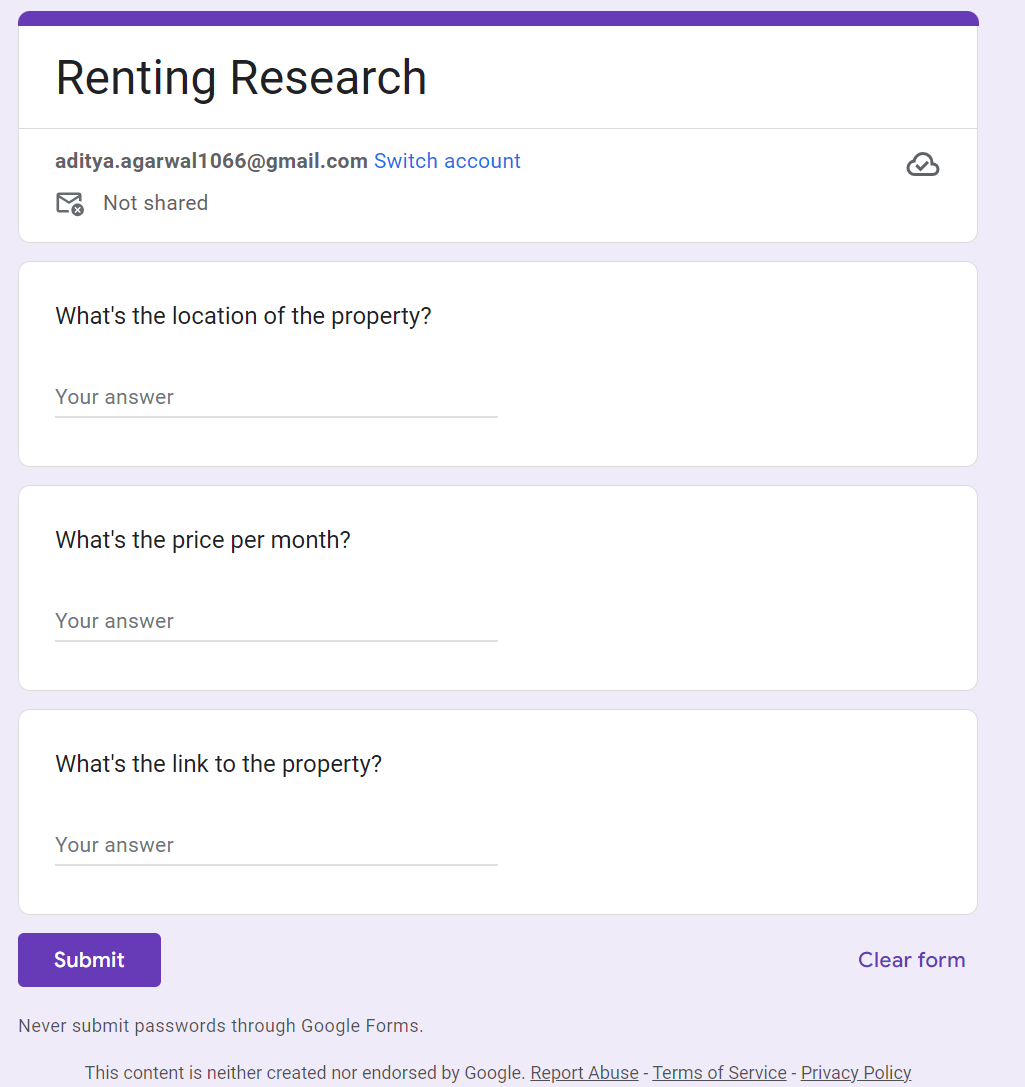 Renting Research
aditya.agarwal1066@gmail.com Switch account
Not shared
What's the location of the property?
Your answer
What's the price per month?
Your answer
What's the link to the property?
Your answer
Submit
Clear form
Never submit passwords through Google Forms.
This content is neither created nor endorsed by Google. Report Abuse - Terms of Service - Privacy Policy